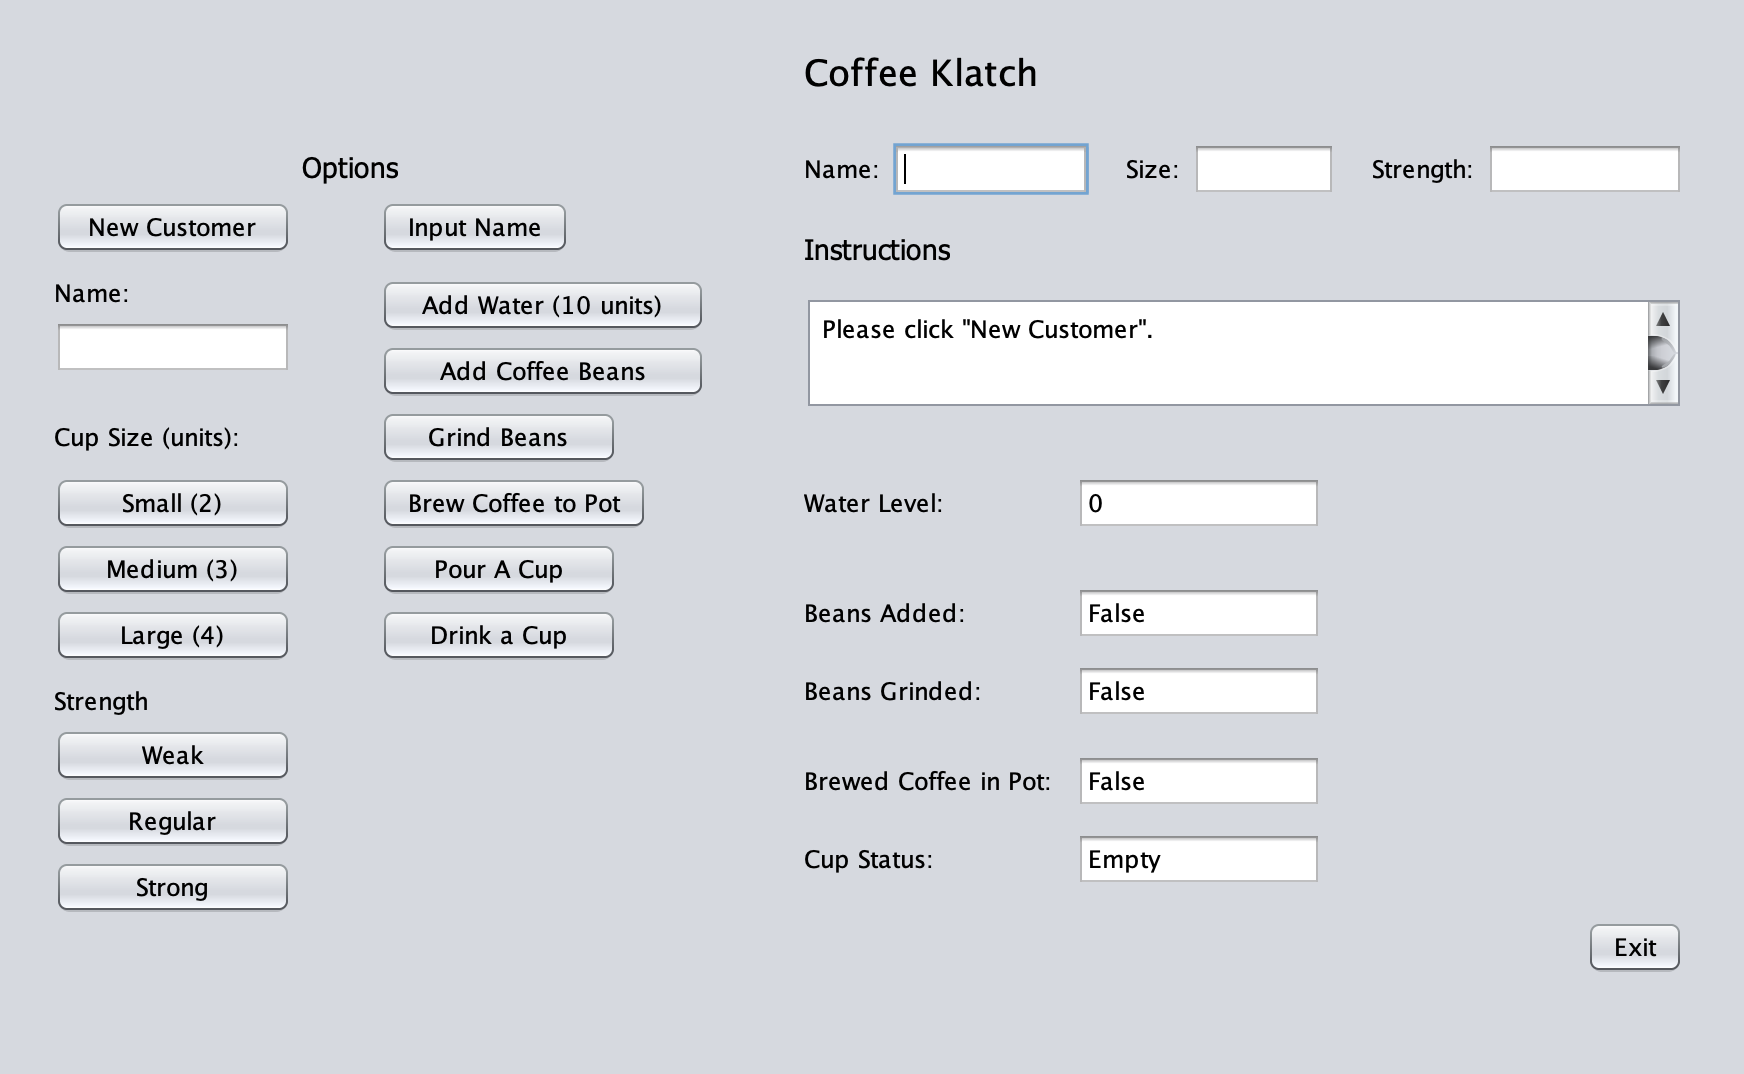 Coffee Klatch
Options
New Customer
Input Name
Name:
Add Water (10 units)
Add Coffee Beans
Cup Size (units):
Grind Beans
Small (2)
Brew Coffee to Pot
Medium (3)
Pour A Cup
Large (4)
Drink a Cup
Strength
Weak
Regular
Strong
Name:
Size:
Strength:
Instructions
Please click "New Customer".
Water Level: 0
Beans Added: False
Beans Grinded: False
Brewed Coffee in Pot: False
Cup Status: Empty
Exit